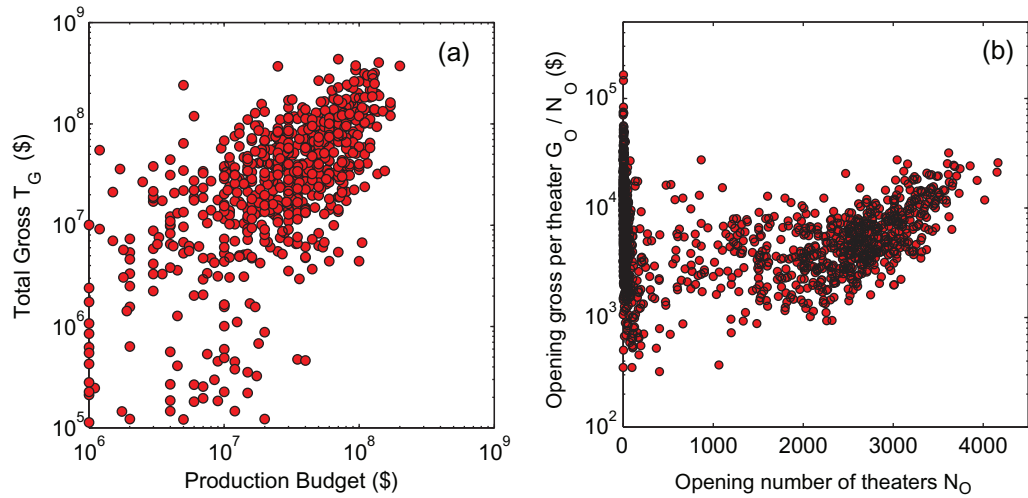 (a)
Total Gross T_G ($)
10^9
10^8
10^7
10^6
10^5
10^6 10^7 10^8 10^9
Production Budget ($)
(b)
Opening gross per theater G_O / N_O ($)
10^5
10^4
10^3
10^2
0 1000 2000 3000 4000
Opening number of theaters N_O